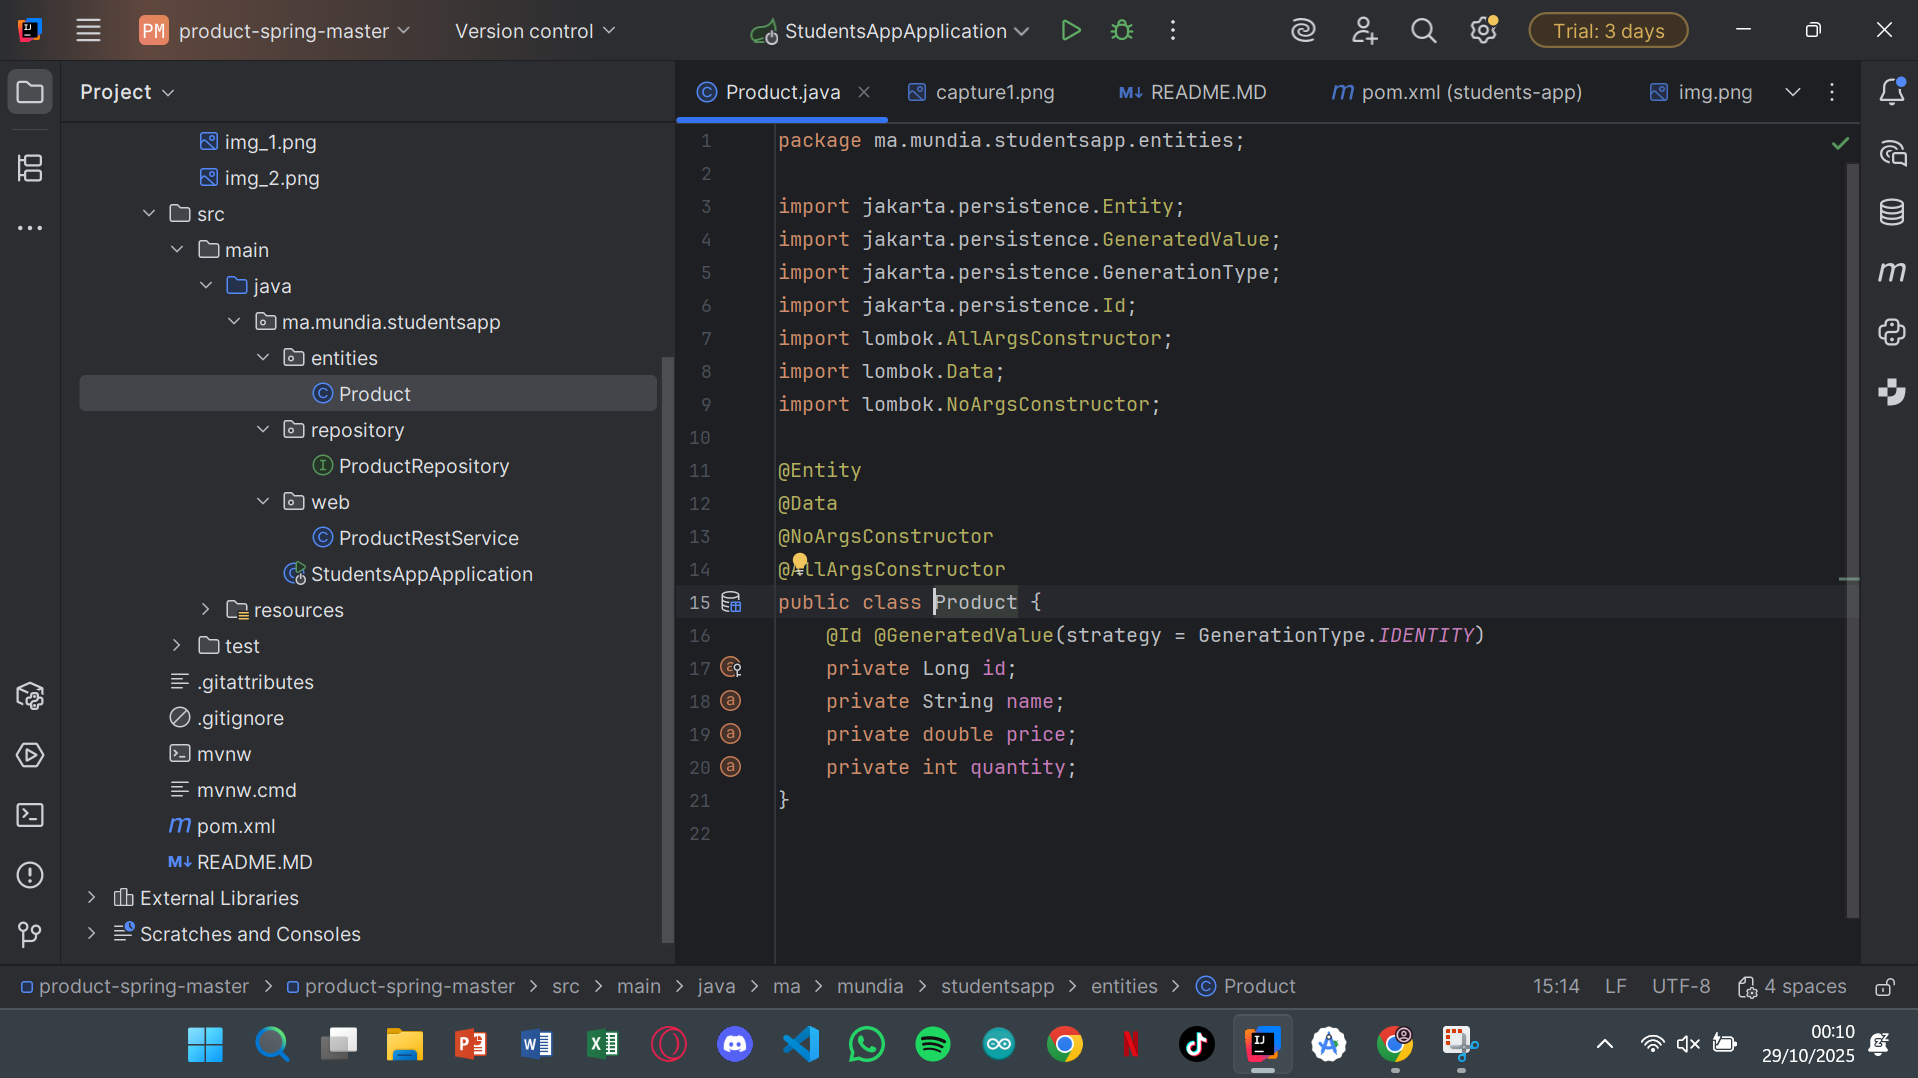 PM product-spring-master
Version control
StudentsAppApplication
Trial: 3 days
Project
Product.java
capture1.png
M↓ README.MD
m pom.xml (students-app)
img.png
img_1.png
img_2.png
src
main
java
ma.mundia.studentsapp
entities
Product
repository
ProductRepository
web
ProductRestService
StudentsAppApplication
resources
test
.gitattributes
.gitignore
mvnw
mvnw.cmd
m pom.xml
M↓ README.MD
External Libraries
Scratches and Consoles
1 package ma.mundia.studentsapp.entities;
2
3 import jakarta.persistence.Entity;
4 import jakarta.persistence.GeneratedValue;
5 import jakarta.persistence.GenerationType;
6 import jakarta.persistence.Id;
7 import lombok.AllArgsConstructor;
8 import lombok.Data;
9 import lombok.NoArgsConstructor;
10
11 @Entity
12 @Data
13 @NoArgsConstructor
14 @AllArgsConstructor
15 public class Product {
16 @Id @GeneratedValue(strategy = GenerationType.IDENTITY)
17 private Long id;
18 private String name;
19 private double price;
20 private int quantity;
21 }
22
product-spring-master > product-spring-master > src > main > java > ma > mundia > studentsapp > entities > Product
15:14 LF UTF-8 4 spaces
00:10
29/10/2025